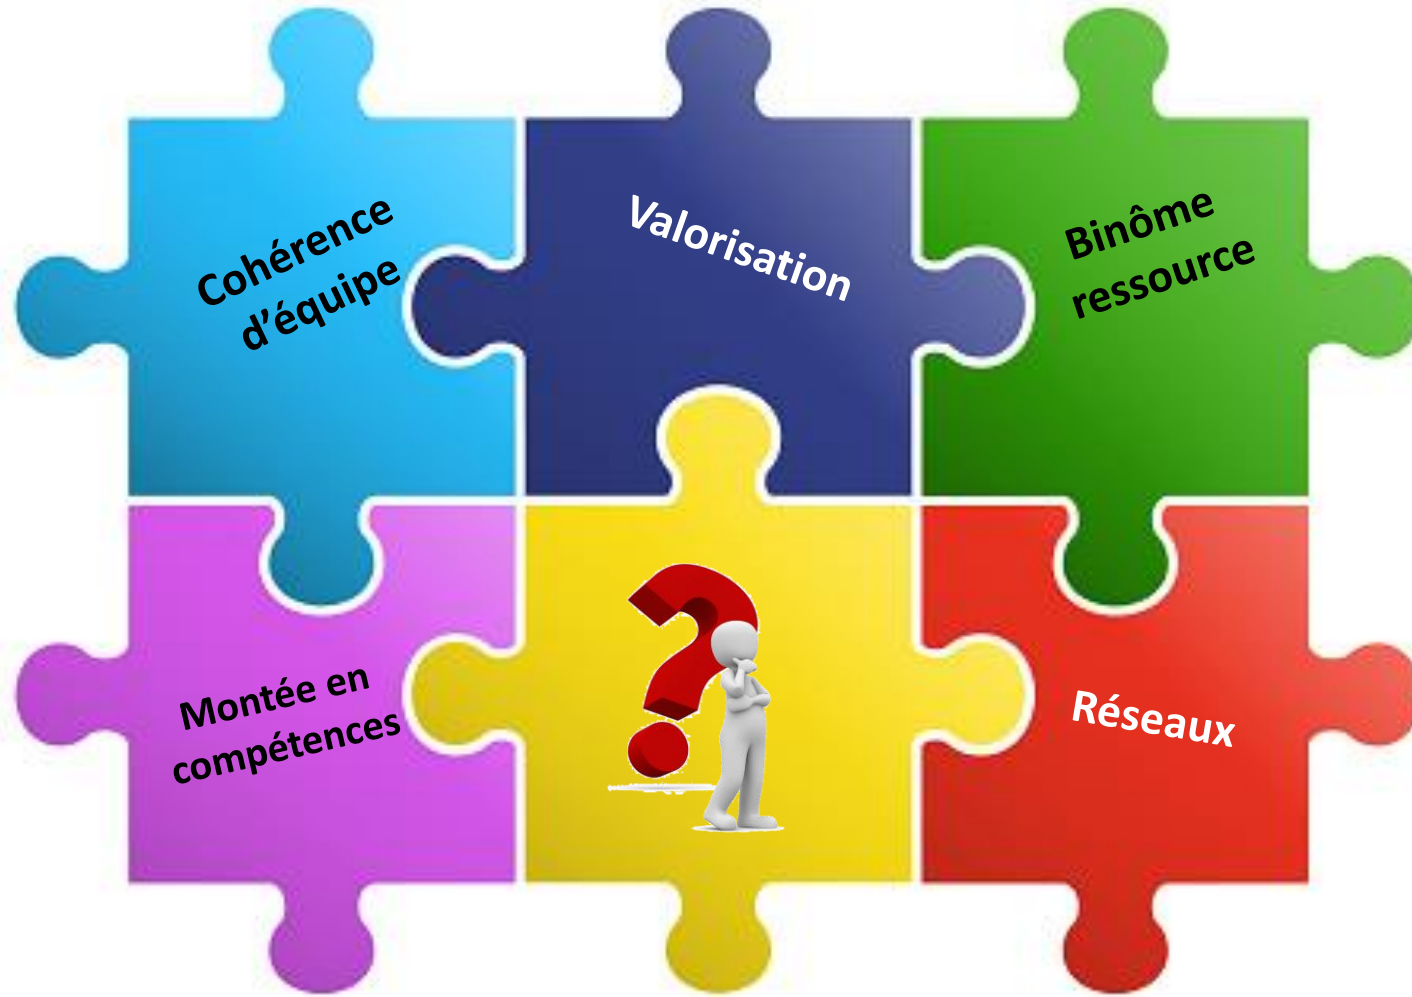 Cohérence
d’équipe
Valorisation
Binôme
ressource
Montée en
compétences
?
Réseaux